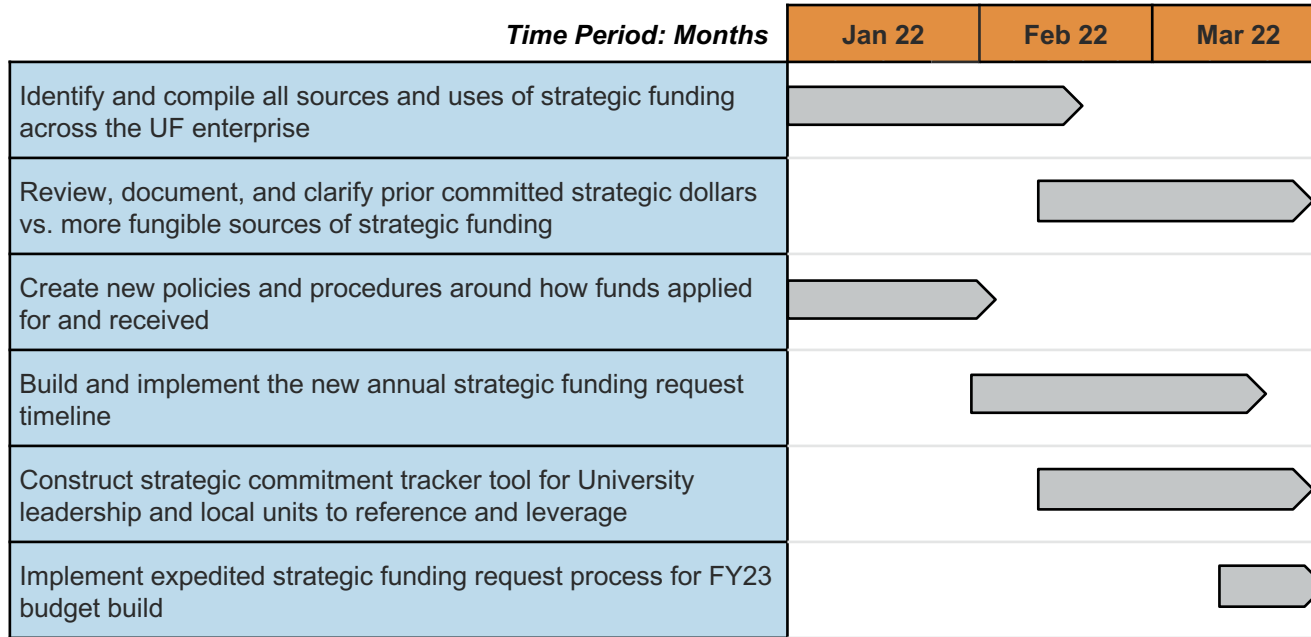 Time Period: Months Jan 22 Feb 22 Mar 22
Identify and compile all sources and uses of strategic funding
across the UF enterprise
Review, document, and clarify prior committed strategic dollars
vs. more fungible sources of strategic funding
Create new policies and procedures around how funds applied
for and received
Build and implement the new annual strategic funding request
timeline
Construct strategic commitment tracker tool for University
leadership and local units to reference and leverage
Implement expedited strategic funding request process for FY23
budget build